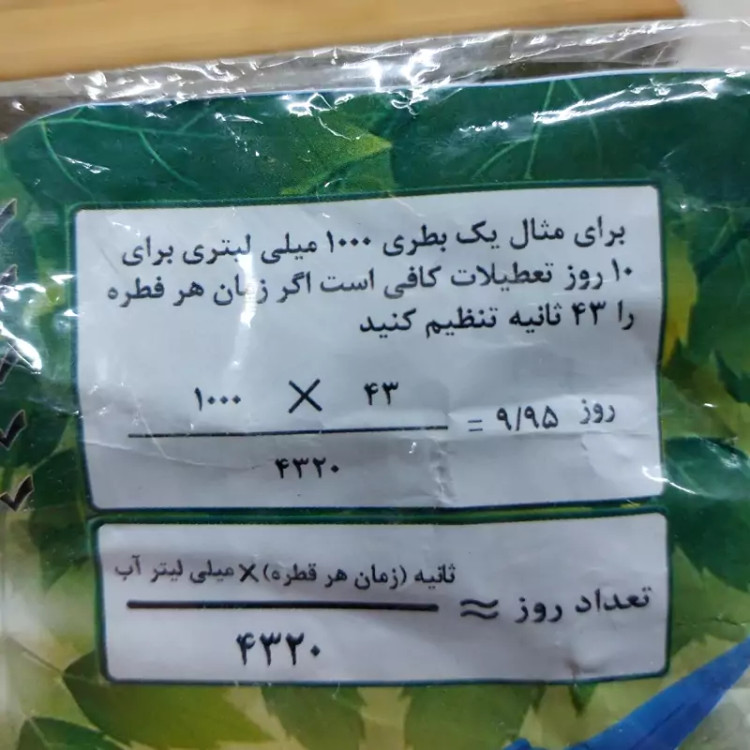 برای مثال یک بطری ۱۰۰۰ میلی لیتری برای
۱۰ روز تعطیلات کافی است اگر زمان هر قطره
را ۴۳ ثانیه تنظیم کنید
۱۰۰۰ × ۴۳
روز ۹/۹۵ =
۴۳۲۰
ثانیه (زمان هر قطره) × میلی لیتر آب
تعداد روز ≈
۴۳۲۰